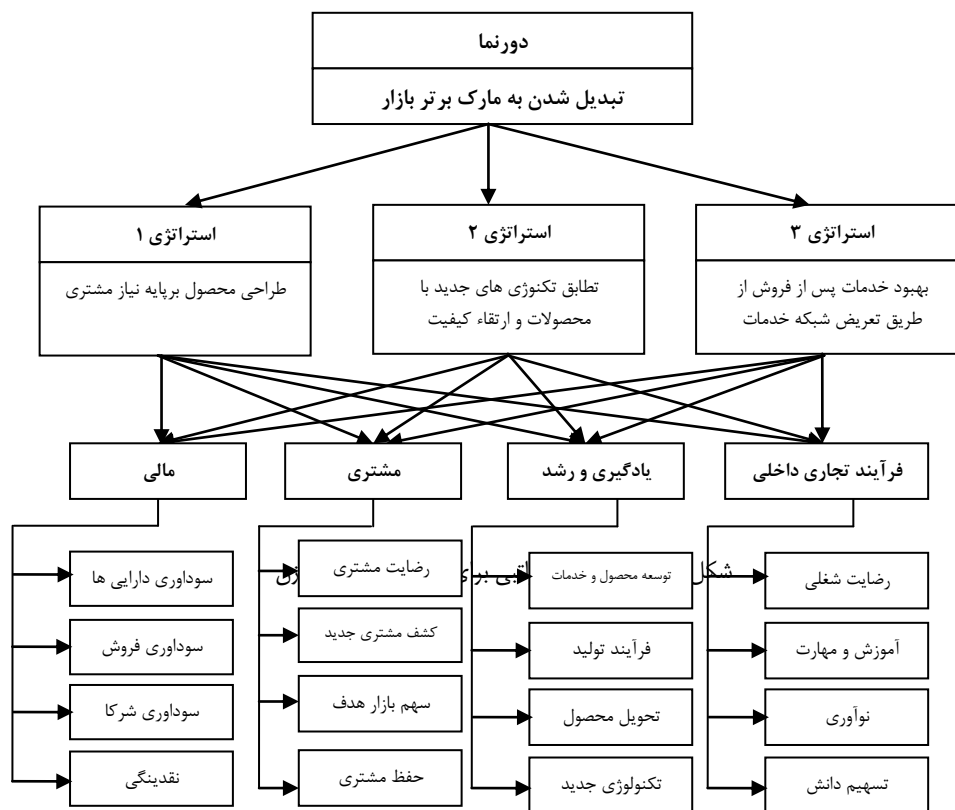 دورنما
تبدیل شدن به مارک برتر بازار
استراتژی ۳
بهبود خدمات پس از فروش از
طریق تعریض شبکه خدمات
استراتژی ۲
تطابق تکنوژی های جدید با
محصولات و ارتقاء کیفیت
استراتژی ۱
طراحی محصول برپایه نیاز مشتری
فرآیند تجاری داخلی
یادگیری و رشد
مشتری
مالی
شکل برای
رضایت شغلی
آموزش و مهارت
نوآوری
تسهیم دانش
توسعه محصول و خدمات
فرآیند تولید
تحویل محصول
تکنولوژی جدید
رضایت مشتری
کشف مشتری جدید
سهم بازار هدف
حفظ مشتری
سوداوری دارایی ها
سوداوری فروش
سوداوری شرکا
نقدینگی